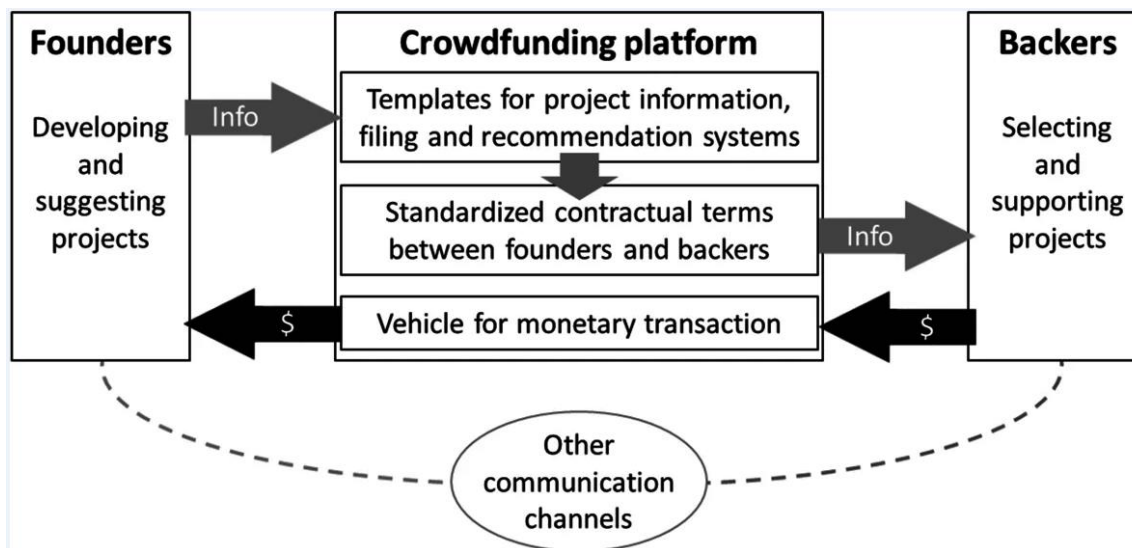 Founders
Developing
and
suggesting
projects
Info
Crowdfunding platform
Templates for project information,
filing and recommendation systems
Standardized contractual terms
between founders and backers
Info
Vehicle for monetary transaction
$
$
Backers
Selecting
and
supporting
projects
Other
communication
channels